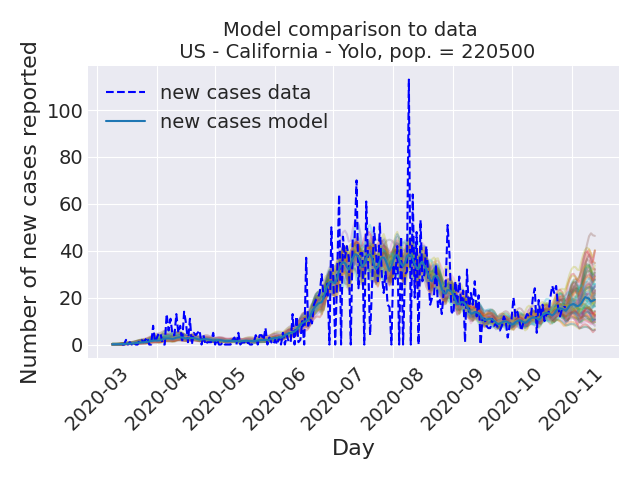 Model comparison to data
US - California - Yolo, pop. = 220500
Number of new cases reported
100
80
60
40
20
0
new cases data
new cases model
2020-03
2020-04
2020-05
2020-06
2020-07
2020-08
2020-09
2020-10
2020-11
Day